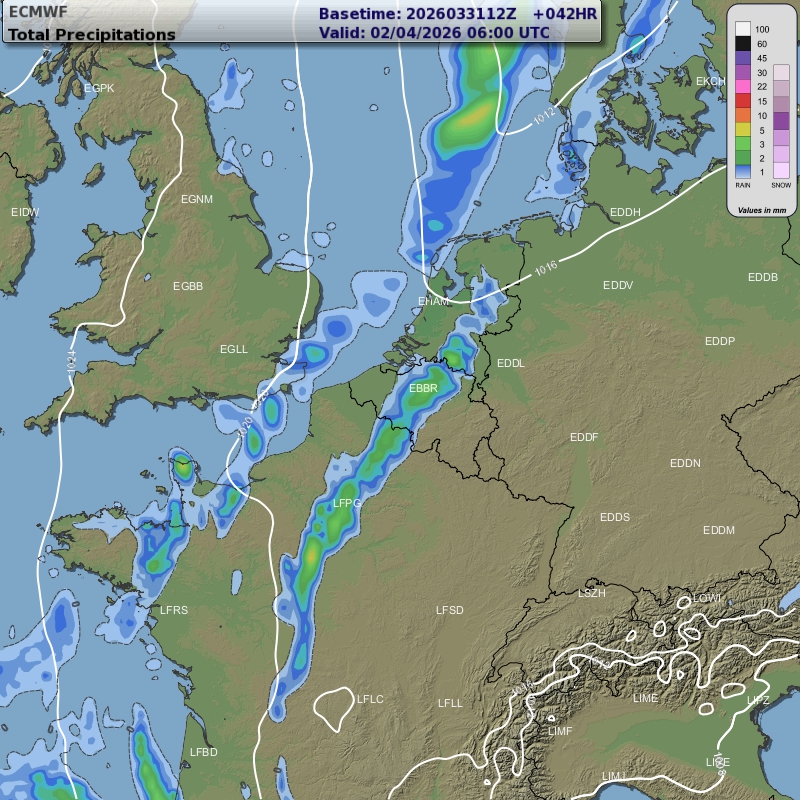 ECMWF
Basetime: 2026033112Z +042HR
Total Precipitations
Valid: 02/04/2026 06:00 UTC
100
60
45
30
22
15
10
5
3
2
1
RAIN SNOW
Values in mm
EGPK
EKCH
1012
EGNM
EIDW
EDDH
1016
EDDB
EGBB
EDDV
EHAM
EDDP
EGLL
1024
EDDL
EBBR
1020
EDDF
EDDN
LFPG
EDDS
EDDM
LSZH
LOWI
LFRS
LFSD
LFLC
LFLL
LIME
LIPZ
LIMF
LFBD
LIMJ